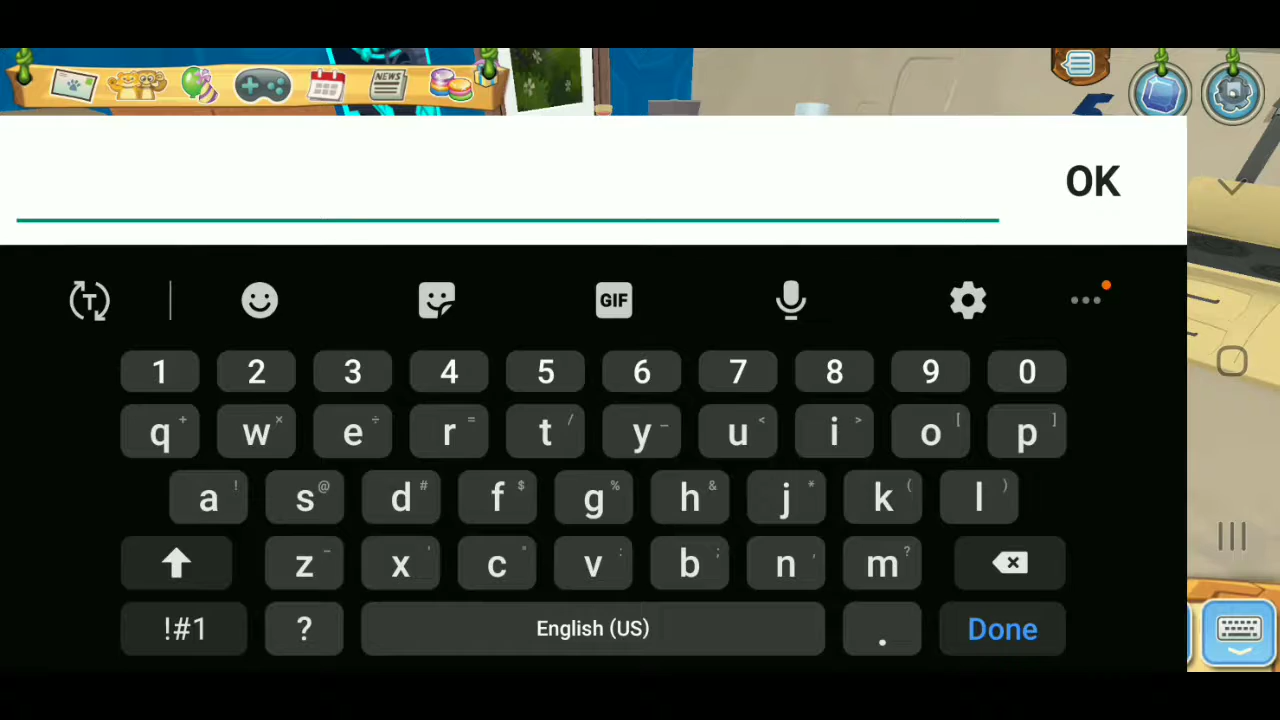 NEWS
OK
T GIF
1 2 3 4 5 6 7 8 9 0
q + w × e ÷ r = t / y _ u < i > o [ p ]
a ! s @ d # f $ g % h & j * k ( l )
z - x ' c " v : b ; n , m ?
!#1 ? English (US) . Done